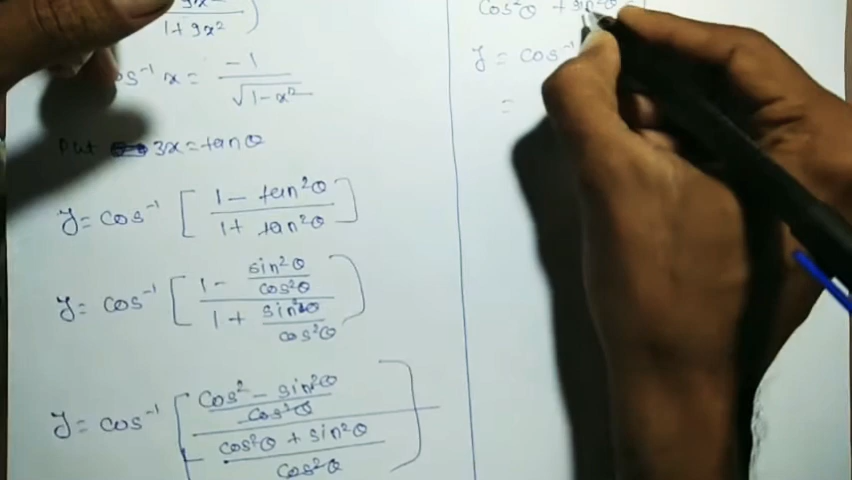 1+9x²
cos⁻¹ x = -1/√1-x²
Put 3x = tanθ
y = cos⁻¹ [1 - tan²θ / 1 + tan²θ]
y = cos⁻¹ [1 - sin²θ/cos²θ / 1 + sin²θ/cos²θ]
y = cos⁻¹ [cos² - sin²θ/cos²θ / cos²θ + sin²θ/cos²θ]
cos²θ + sin²θ
y = cos⁻¹
=